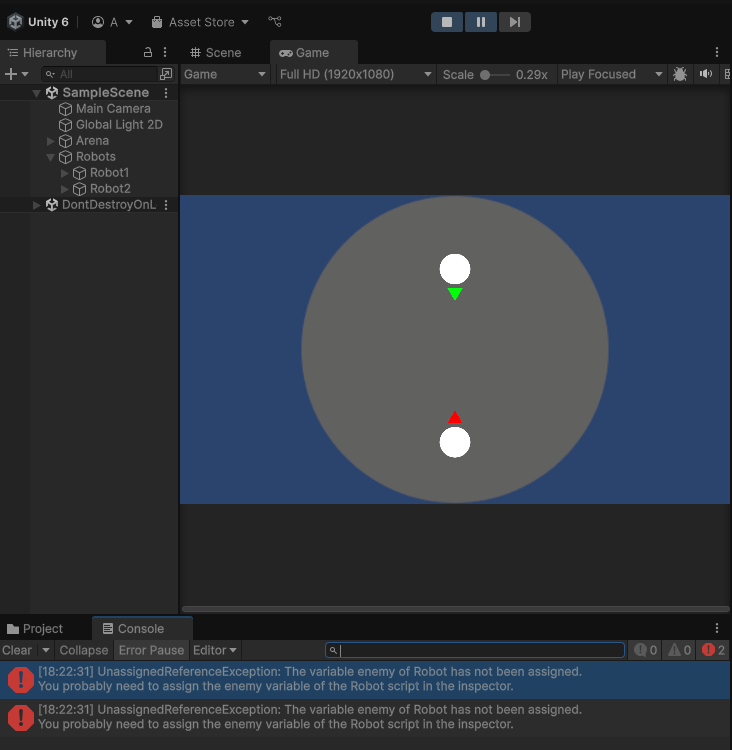 Unity 6 A Asset Store
Hierarchy Scene Game
All Game Full HD (1920x1080) Scale 0.29x Play Focused
SampleScene
Main Camera
Global Light 2D
Arena
Robots
Robot1
Robot2
DontDestroyOnL
Project Console
Clear Collapse Error Pause Editor 0 0 2
[18:22:31] UnassignedReferenceException: The variable enemy of Robot has not been assigned.
You probably need to assign the enemy variable of the Robot script in the inspector.
[18:22:31] UnassignedReferenceException: The variable enemy of Robot has not been assigned.
You probably need to assign the enemy variable of the Robot script in the inspector.